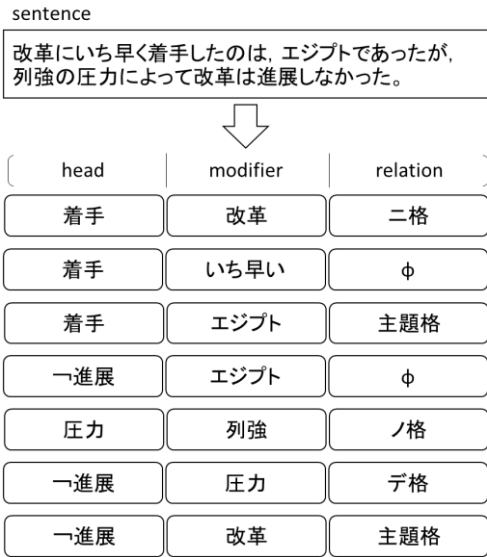 sentence
改革にいち早く着手したのは，エジプトであったが，
列強の圧力によって改革は進展しなかった。
head modifier relation
着手 改革 ニ格
着手 いち早い φ
着手 エジプト 主題格
￢進展 エジプト φ
圧力 列強 ノ格
￢進展 圧力 デ格
￢進展 改革 主題格